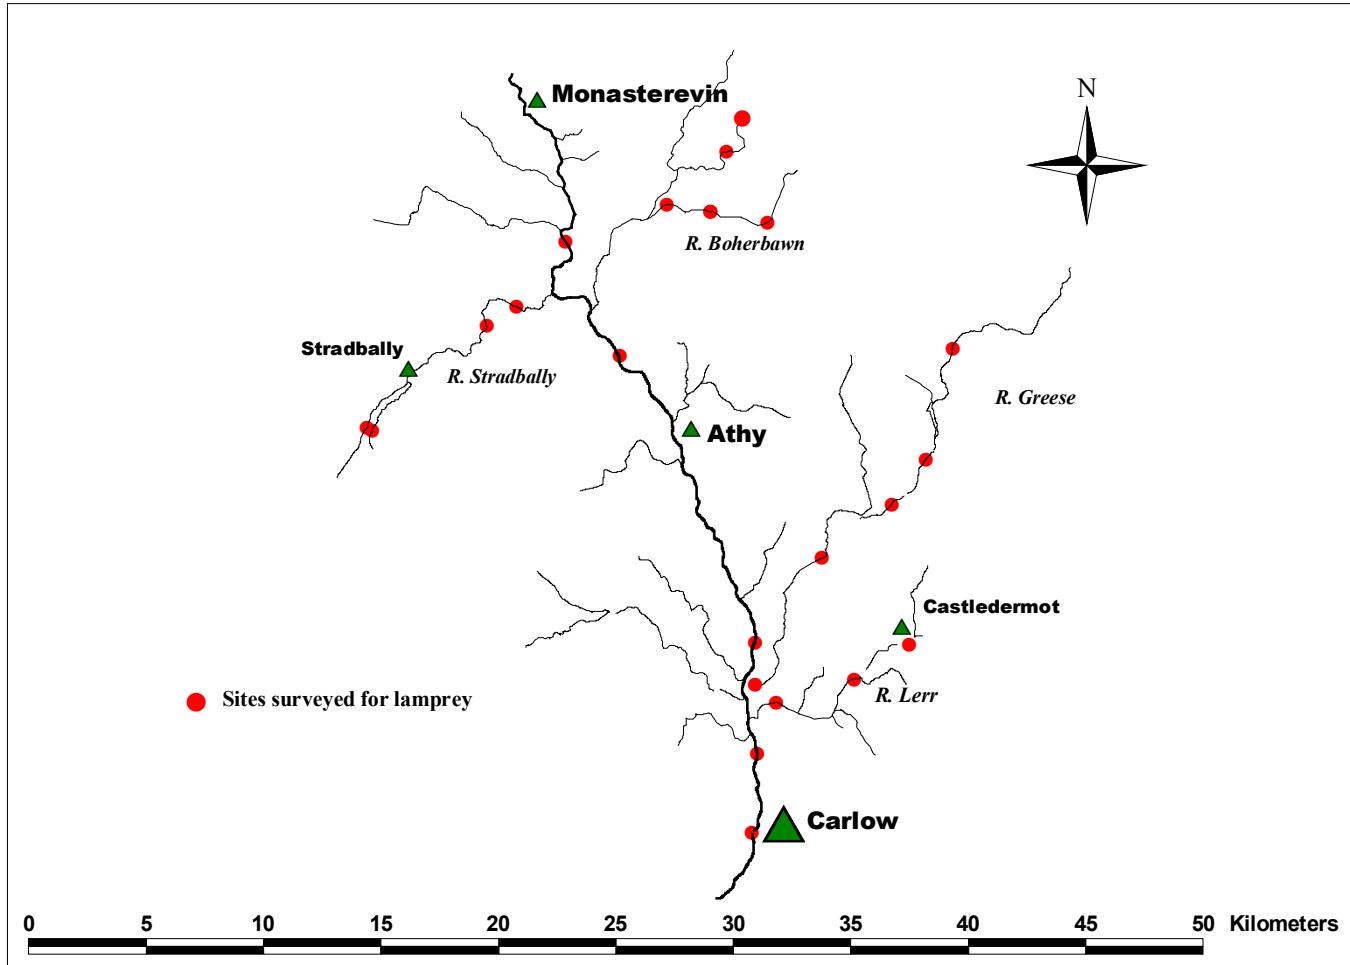 Monasterevin
N
R. Boherbawn
Stradbally
R. Stradbally
R. Greese
Athy
Castledermot
Sites surveyed for lamprey
R. Lerr
Carlow
0 5 10 15 20 25 30 35 40 45 50 Kilometers